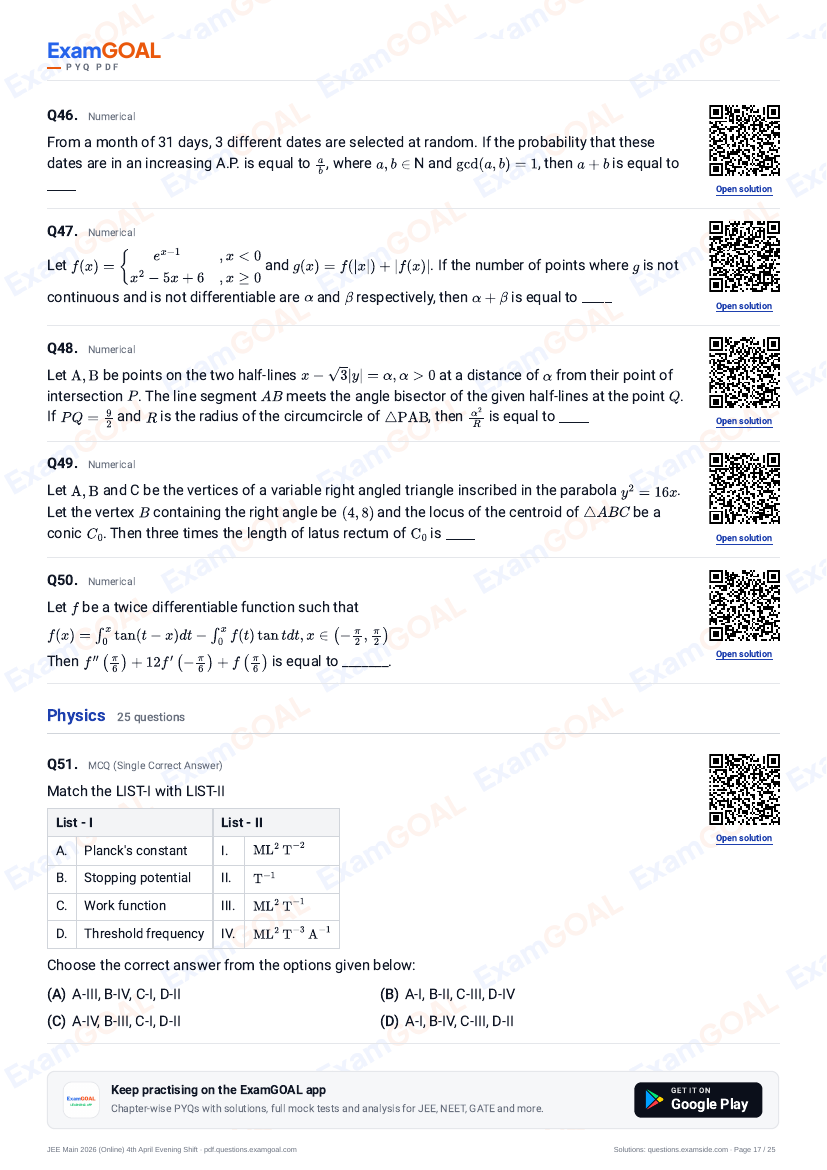 ExamGOAL
PYQ PDF
Q46. Numerical
From a month of 31 days, 3 different dates are selected at random. If the probability that these
dates are in an increasing A.P. is equal to a/b, where a, b ∈ N and gcd(a, b) = 1, then a + b is equal to
____
Open solution
Q47. Numerical
Let f(x) = { e^{x−1} , x < 0
x² − 5x + 6 , x ≥ 0 and g(x) = f(|x|) + |f(x)|. If the number of points where g is not
continuous and is not differentiable are α and β respectively, then α + β is equal to ____
Open solution
Q48. Numerical
Let A, B be points on the two half-lines x − √3|y| = α, α > 0 at a distance of α from their point of
intersection P. The line segment AB meets the angle bisector of the given half-lines at the point Q.
If PQ = 9/2 and R is the radius of the circumcircle of △PAB, then α²/R is equal to ____
Open solution
Q49. Numerical
Let A, B and C be the vertices of a variable right angled triangle inscribed in the parabola y² = 16x.
Let the vertex B containing the right angle be (4, 8) and the locus of the centroid of △ABC be a
conic C₀. Then three times the length of latus rectum of C₀ is ____
Open solution
Q50. Numerical
Let f be a twice differentiable function such that
f(x) = ∫₀ˣ tan(t − x)dt − ∫₀ˣ f(t) tan tdt, x ∈ (−π/2, π/2)
Then f″(π/6) + 12f′(−π/6) + f(π/6) is equal to _______.
Open solution
Physics 25 questions
Q51. MCQ (Single Correct Answer)
Match the LIST-I with LIST-II
Open solution
List - I List - II
A. Planck's constant I. ML² T⁻²
B. Stopping potential II. T⁻¹
C. Work function III. ML² T⁻¹
D. Threshold frequency IV. ML² T⁻³ A⁻¹
Choose the correct answer from the options given below:
(A) A-III, B-IV, C-I, D-II (B) A-I, B-II, C-III, D-IV
(C) A-IV, B-III, C-I, D-II (D) A-I, B-IV, C-III, D-II
ExamGOAL
Keep practising on the ExamGOAL app
Chapter-wise PYQs with solutions, full mock tests and analysis for JEE, NEET, GATE and more.
GET IT ON
Google Play
JEE Main 2026 (Online) 4th April Evening Shift · pdf.questions.examgoal.com Solutions: questions.examside.com · Page 17 / 25